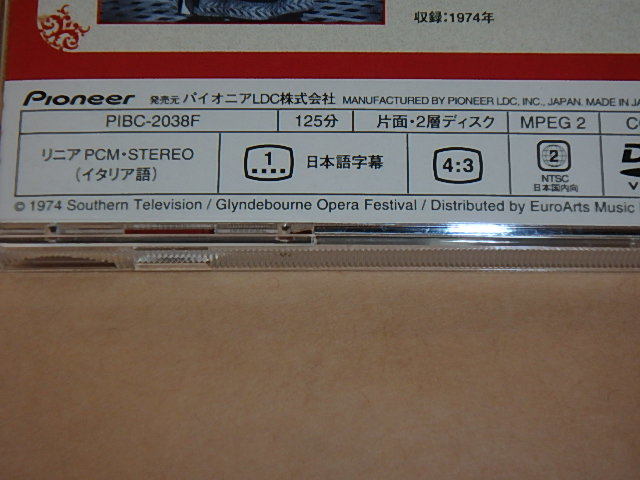 収録:1974年
Pioneer 発売元 パイオニアLDC株式会社 MANUFACTURED BY PIONEER LDC, INC., JAPAN. MADE IN
PIBC-2038F 125分 片面・2層ディスク MPEG 2
リニアPCM・STEREO
(イタリア語)
1 日本語字幕 4:3 2
NTSC
日本国内向
© 1974 Southern Television / Glyndebourne Opera Festival / Distributed by EuroArts Music